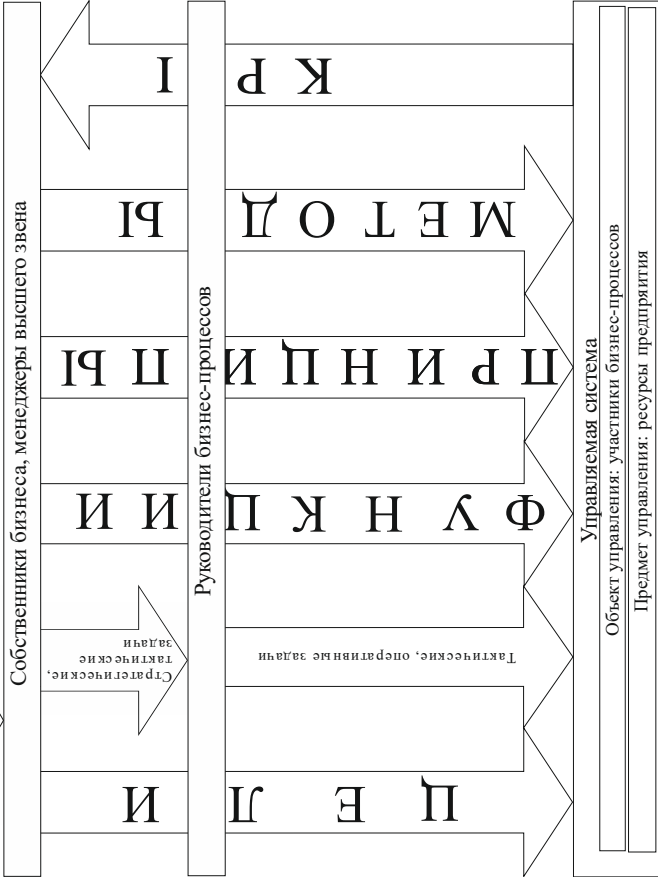 Собственники бизнеса, менеджеры высшего звена
Руководители бизнес-процессов
ЦЕЛИ
Стратегические,
тактические
задачи
Тактические, оперативные задачи
ФУНКЦИИ
ПРИНЦИПЫ
МЕТОДЫ
KPI
Управляемая система
Объект управления: участники бизнес-процессов
Предмет управления: ресурсы предпряития